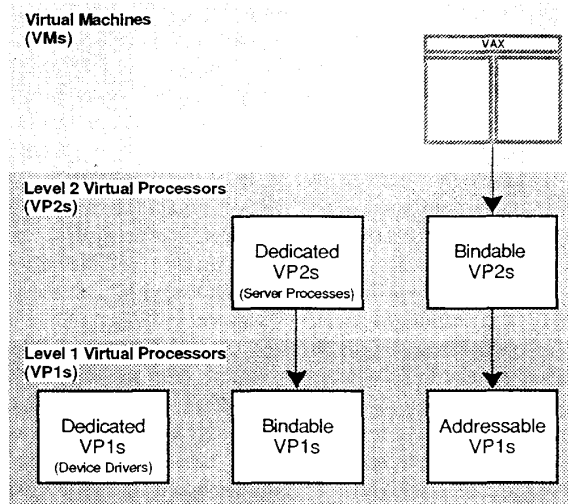 Virtual Machines
(VMs)
VAX
Level 2 Virtual Processors
(VP2s)
Dedicated
VP2s
(Server Processes)
Bindable
VP2s
Level 1 Virtual Processors
(VP1s)
Dedicated
VP1s
(Device Drivers)
Bindable
VP1s
Addressable
VP1s